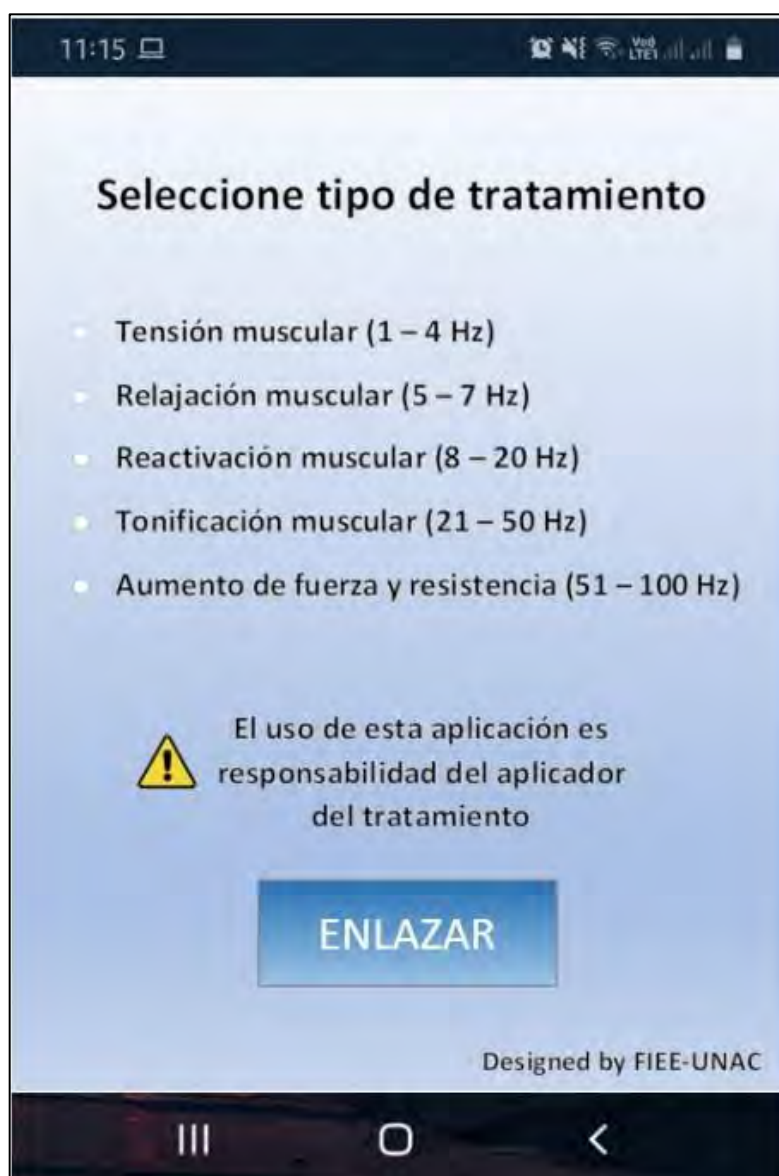 11:15
Vo))
LTE1
Seleccione tipo de tratamiento
Tensión muscular (1 – 4 Hz)
Relajación muscular (5 – 7 Hz)
Reactivación muscular (8 – 20 Hz)
Tonificación muscular (21 – 50 Hz)
Aumento de fuerza y resistencia (51 – 100 Hz)
El uso de esta aplicación es
responsabilidad del aplicador
del tratamiento
ENLAZAR
Designed by FIEE-UNAC